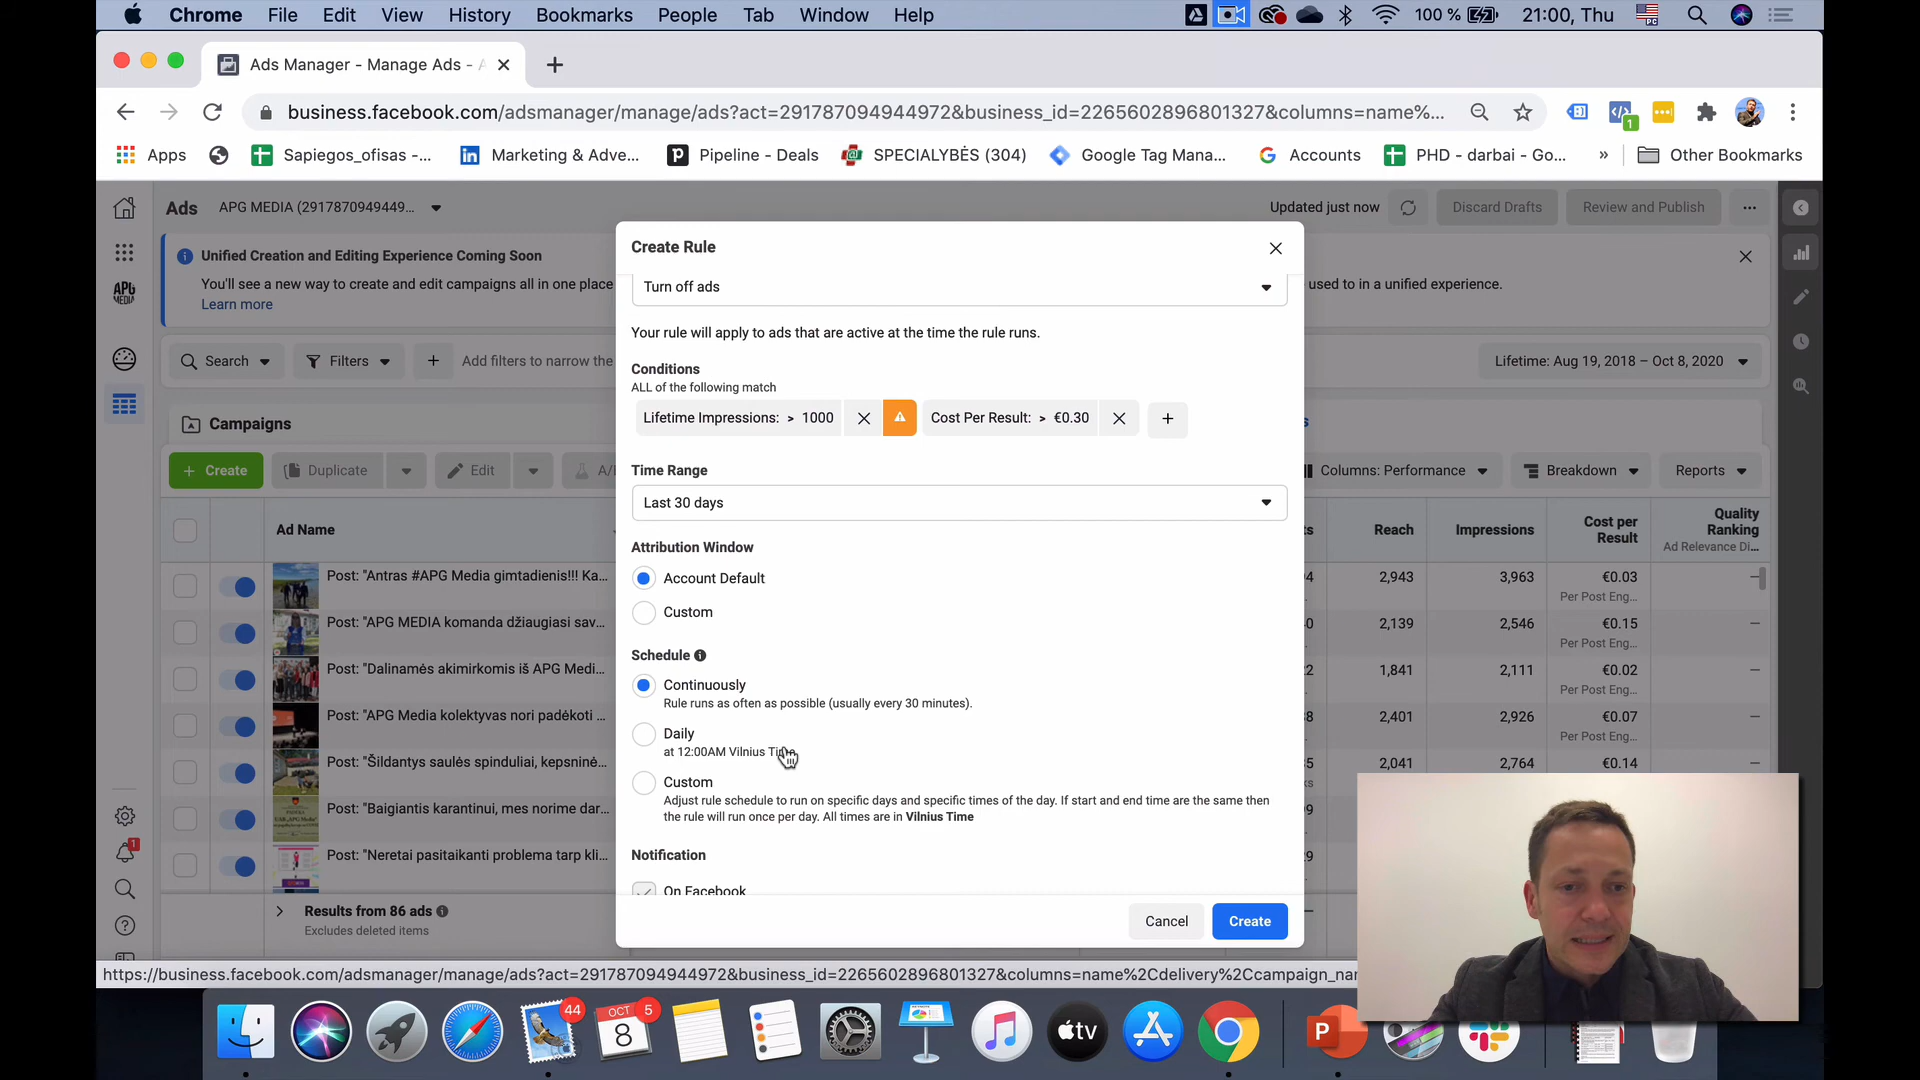 Chrome File Edit View History Bookmarks People Tab Window Help 100 % 21:00, Thu
Ads Manager - Manage Ads - A
business.facebook.com/adsmanager/manage/ads?act=291787094944972&business_id=2265602896801327&columns=name%...
1
Apps Sapiegos_ofisas -... Marketing & Adve... Pipeline - Deals SPECIALYBĖS (304) Google Tag Mana... Accounts PHD - darbai - Go... » Other Bookmarks
Ads APG MEDIA (2917870949449... Updated just now Discard Drafts Review and Publish
Unified Creation and Editing Experience Coming Soon
You'll see a new way to create and edit campaigns all in one place
used to in a unified experience.
Learn more
APG MEDIA
Search Filters Add filters to narrow the
Lifetime: Aug 19, 2018 – Oct 8, 2020
Campaigns
+ Create Duplicate Edit A/
Columns: Performance Breakdown Reports
Ad Name
Reach Impressions Cost per Result Quality Ranking
Ad Relevance Di...
Post: "Antras #APG Media gimtadienis!!! Ka...
2,943 3,963 €0.03 —
Per Post Eng...
Post: "APG MEDIA komanda džiaugiasi sav...
2,139 2,546 €0.15 —
Per Post Eng...
Post: "Dalinamės akimirkomis iš APG Medi...
1,841 2,111 €0.02 —
Per Post Eng...
Post: "APG Media kolektyvas nori padėkoti ...
2,401 2,926 €0.07 —
Per Post Eng...
Post: "Šildantys saulės spinduliai, kepsninė...
2,041 2,764 €0.14 —
Post: "Baigiantis karantinui, mes norime dar...
Post: "Neretai pasitaikanti problema tarp kli...
Results from 86 ads
Excludes deleted items
1
Create Rule
Turn off ads
Your rule will apply to ads that are active at the time the rule runs.
Conditions
ALL of the following match
Lifetime Impressions: > 1000 Cost Per Result: > €0.30 +
Time Range
Last 30 days
Attribution Window
Account Default
Custom
Schedule
Continuously
Rule runs as often as possible (usually every 30 minutes).
Daily
at 12:00AM Vilnius
Custom
Adjust rule schedule to run on specific days and specific times of the day. If start and end time are the same then
the rule will run once per day. All times are in Vilnius Time
Notification
On Facebook
Cancel Create
https://business.facebook.com/adsmanager/manage/ads?act=291787094944972&business_id=2265602896801327&columns=name%2Cdelivery%2Ccampaign_nar
44 OCT 8 5 tv P